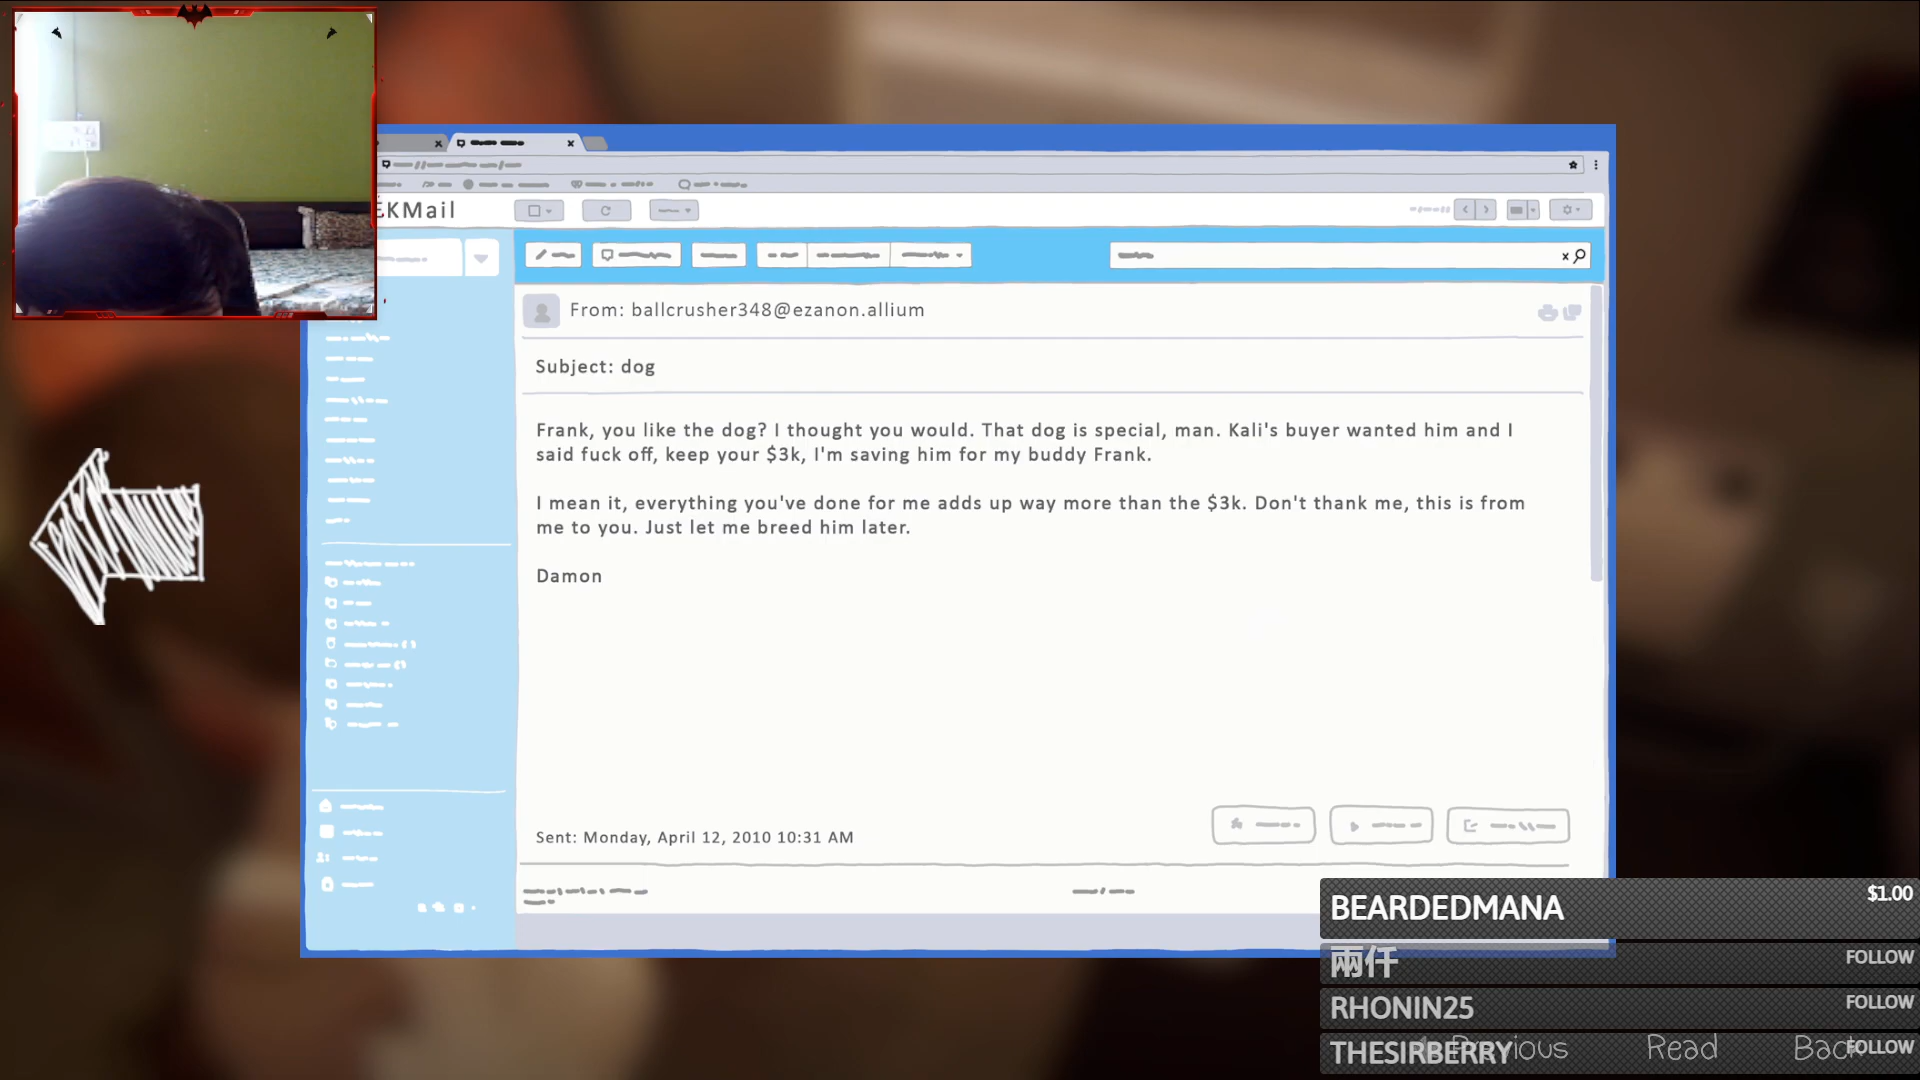 KMail
From: ballcrusher348@ezanon.allium
Subject: dog
Frank, you like the dog? I thought you would. That dog is special, man. Kali's buyer wanted him and I
said fuck off, keep your $3k, I'm saving him for my buddy Frank.
I mean it, everything you've done for me adds up way more than the $3k. Don't thank me, this is from
me to you. Just let me breed him later.
Damon
Sent: Monday, April 12, 2010 10:31 AM
BEARDEDMANA $1.00
兩仟 FOLLOW
RHONIN25 FOLLOW
THESIRBERRY FOLLOW
Previous Read Back